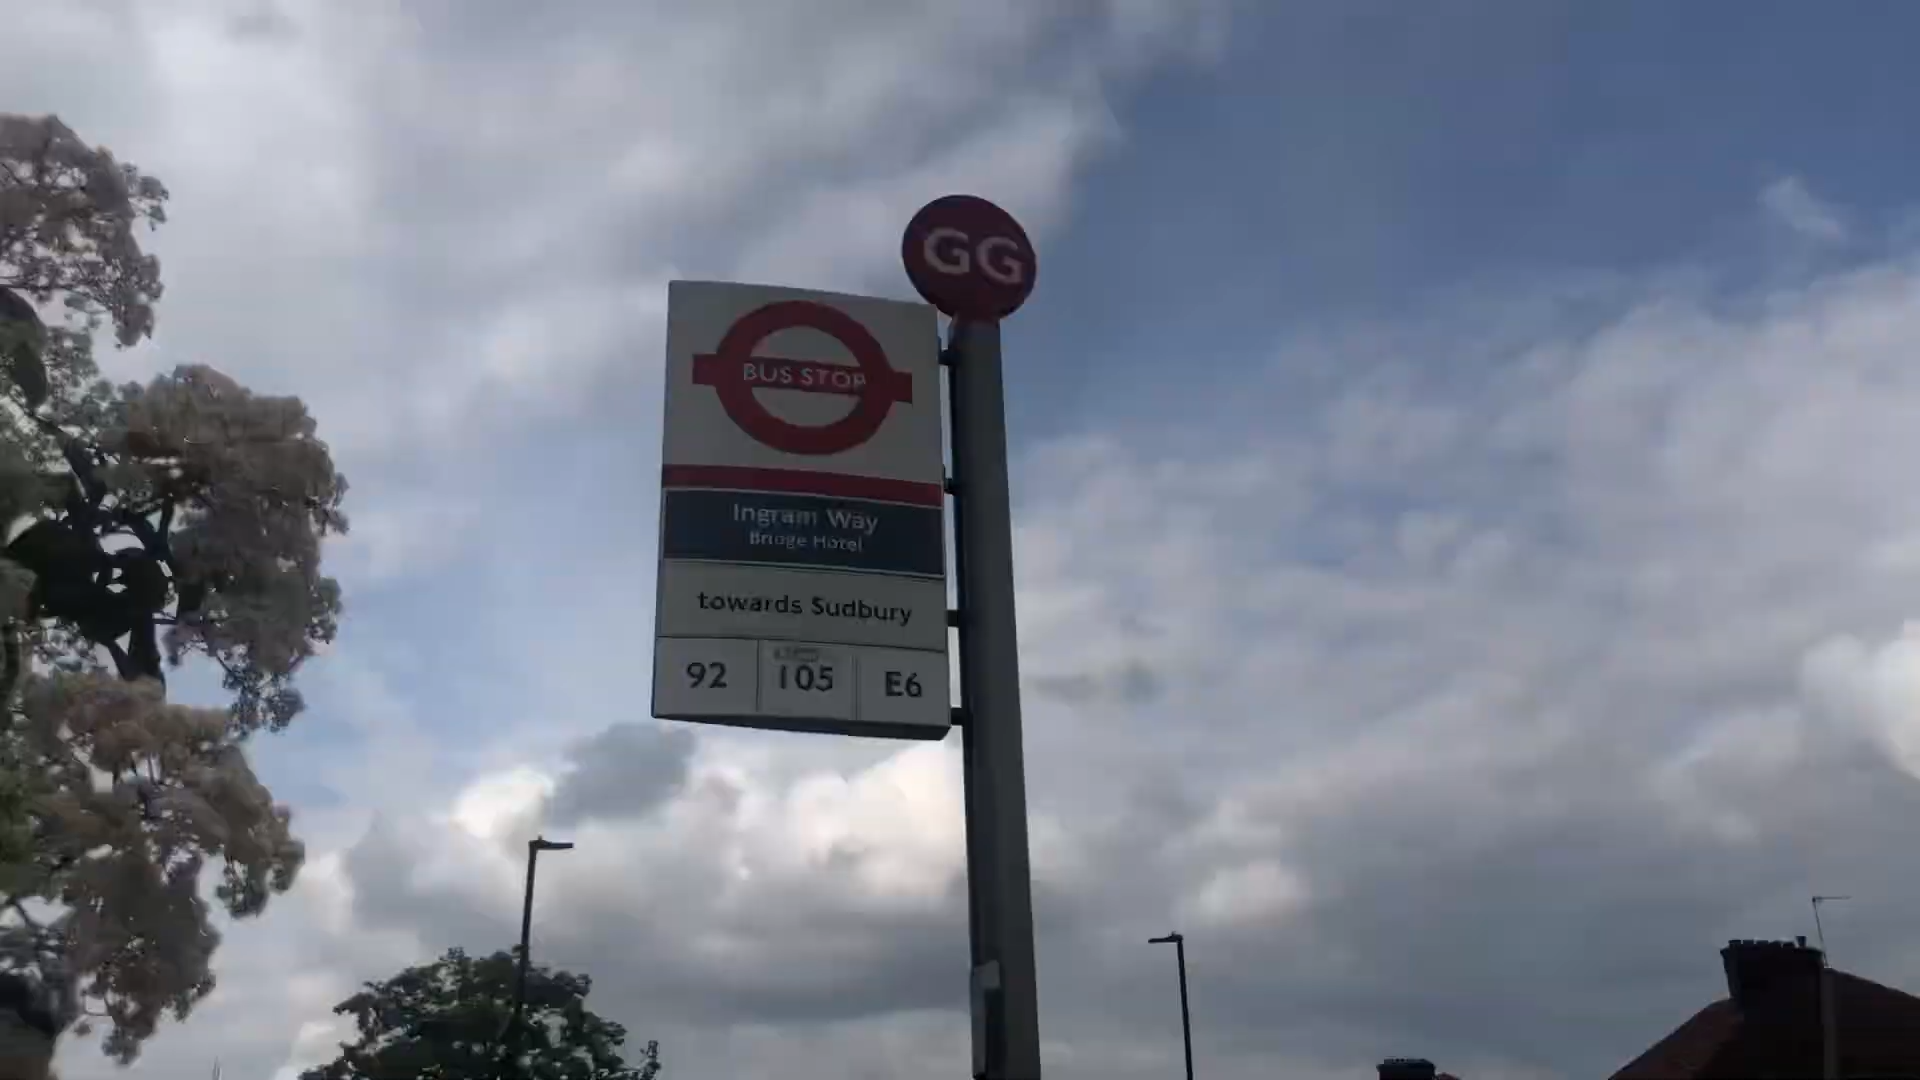 GG
BUS STOP
Ingram Way
Bridge Hotel
towards Sudbury
92 105 E6